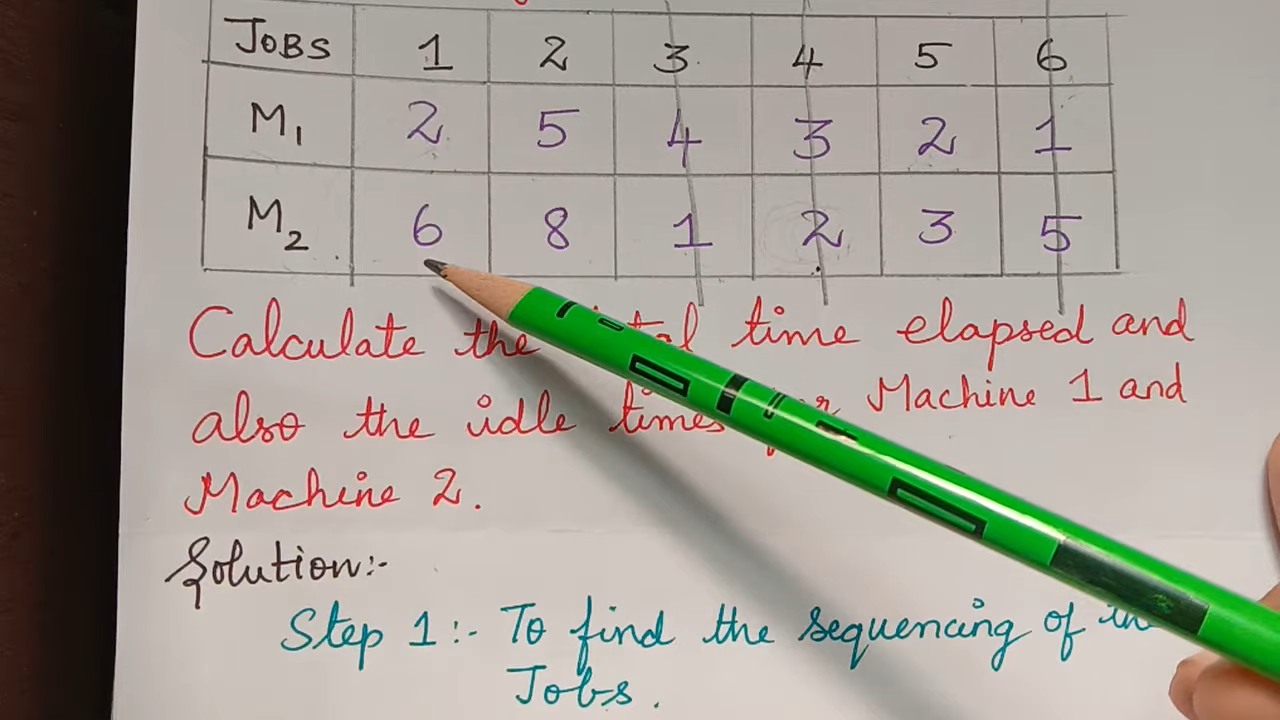 JOBS 1 2 3 4 5 6
M1 2 5 4 3 2 1
M2 6 8 1 2 3 5
Calculate the time elapsed and
also the idle times Machine 1 and
Machine 2.
Solution:-
Step 1:- To find the sequencing of
Jobs.